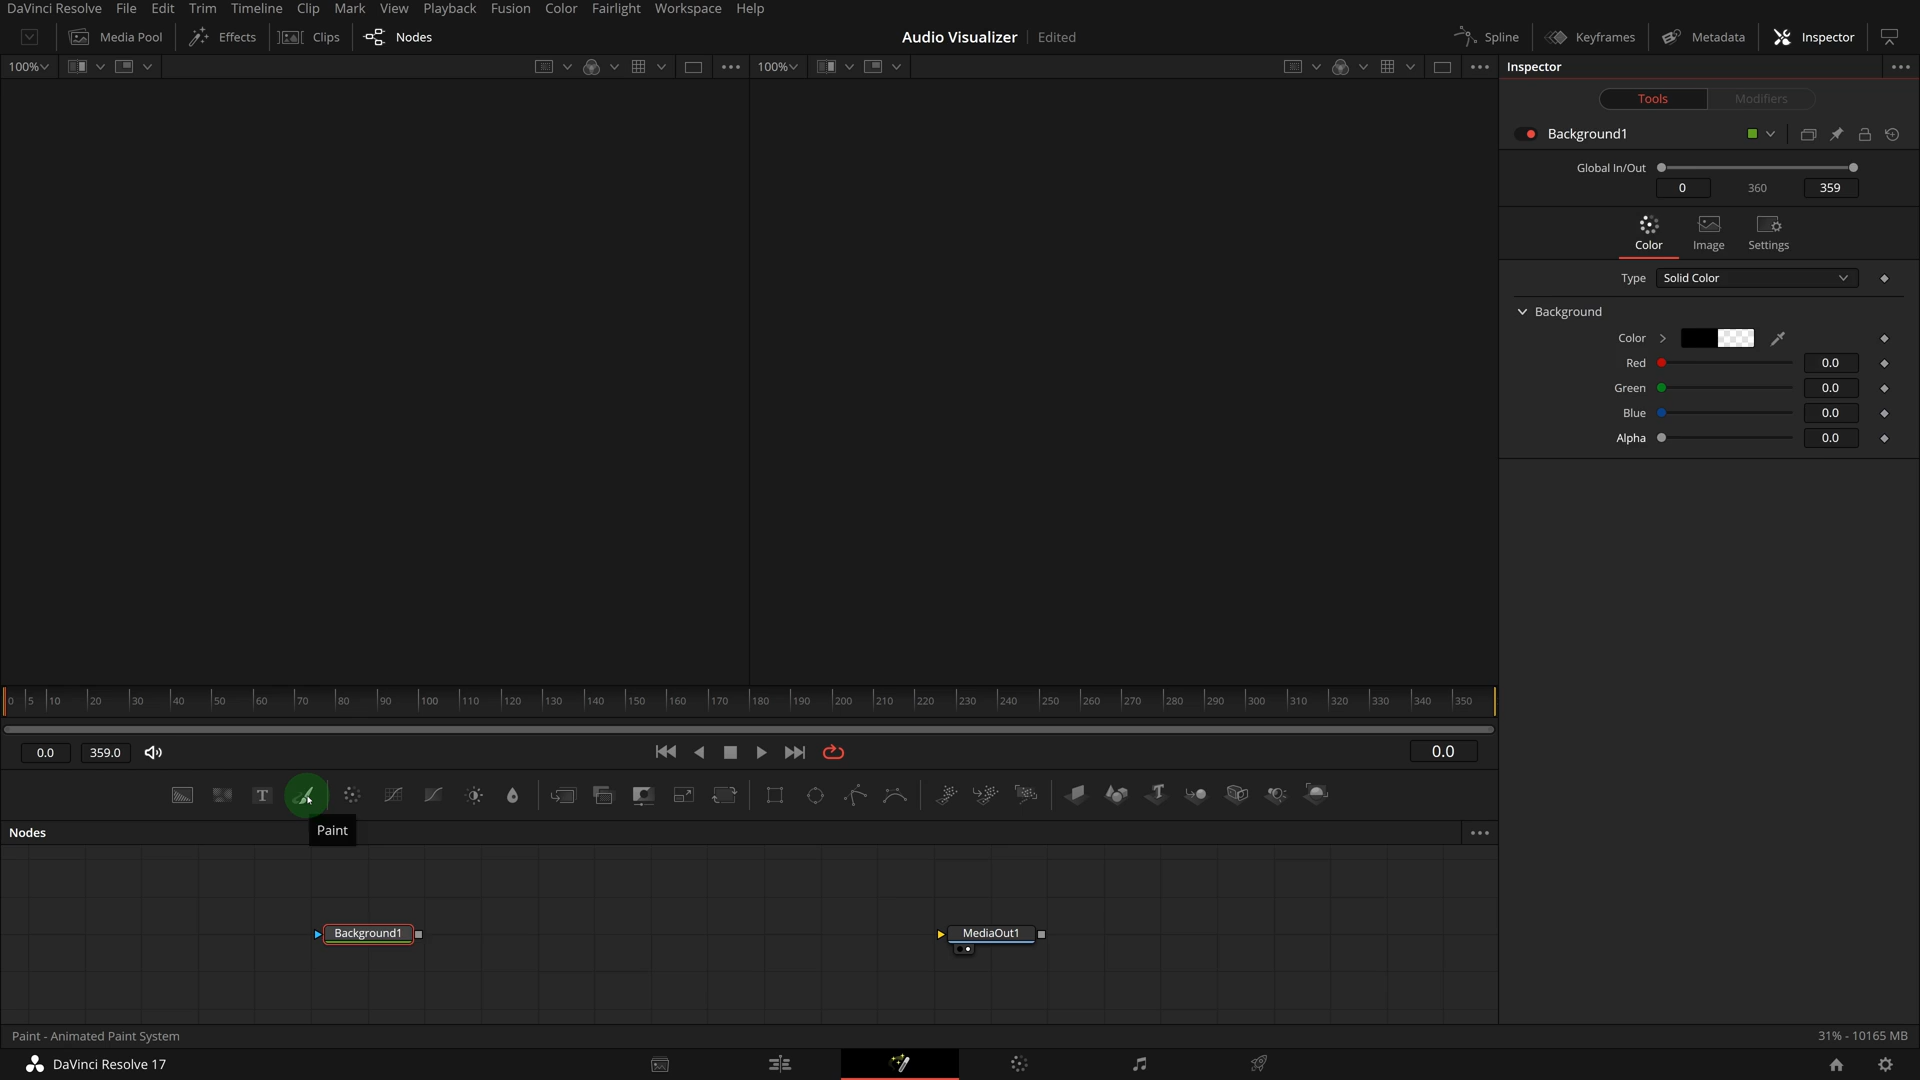 DaVinci Resolve File Edit Trim Timeline Clip Mark View Playback Fusion Color Fairlight Workspace Help
Media Pool Effects Clips Nodes Audio Visualizer Edited Spline Keyframes Metadata Inspector
100% 100% Inspector
Tools Modifiers
Background1
Global In/Out
0 360 359
Color Image Settings
Type Solid Color
Background
Color
Red 0.0
Green 0.0
Blue 0.0
Alpha 0.0
0 5 10 20 30 40 50 60 70 80 90 100 110 120 130 140 150 160 170 180 190 200 210 220 230 240 250 260 270 280 290 300 310 320 330 340 350
0.0 359.0 0.0
T
Paint
Nodes
Background1 MediaOut1
Paint - Animated Paint System 31% - 10165 MB
DaVinci Resolve 17